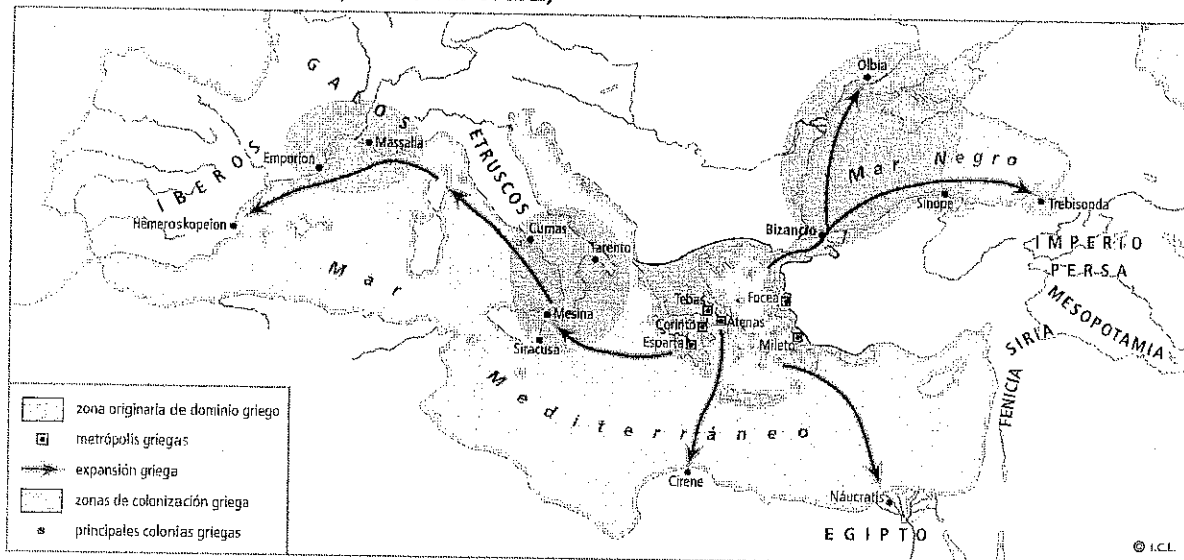 Olbia
GALOS
Massalia
Emporion
IBEROS
ETRUSCOS
Mar Negro
Hemeroskopeion
Cumas
Tarento
Bizancio
Sinope
Trebisonda
IMPERIO
PERSA
MESOPOTAMIA
Mar
Mediterráneo
Mesina
Siracusa
Tebas
Focea
Corinto
Atenas
Esparta
Mileto
SIRIA
FENICIA
Cirene
Náucratis
EGIPTO
zona originaria de dominio griego
metrópolis griegas
expansión griega
zonas de colonización griega
principales colonias griegas
© I.C.L.